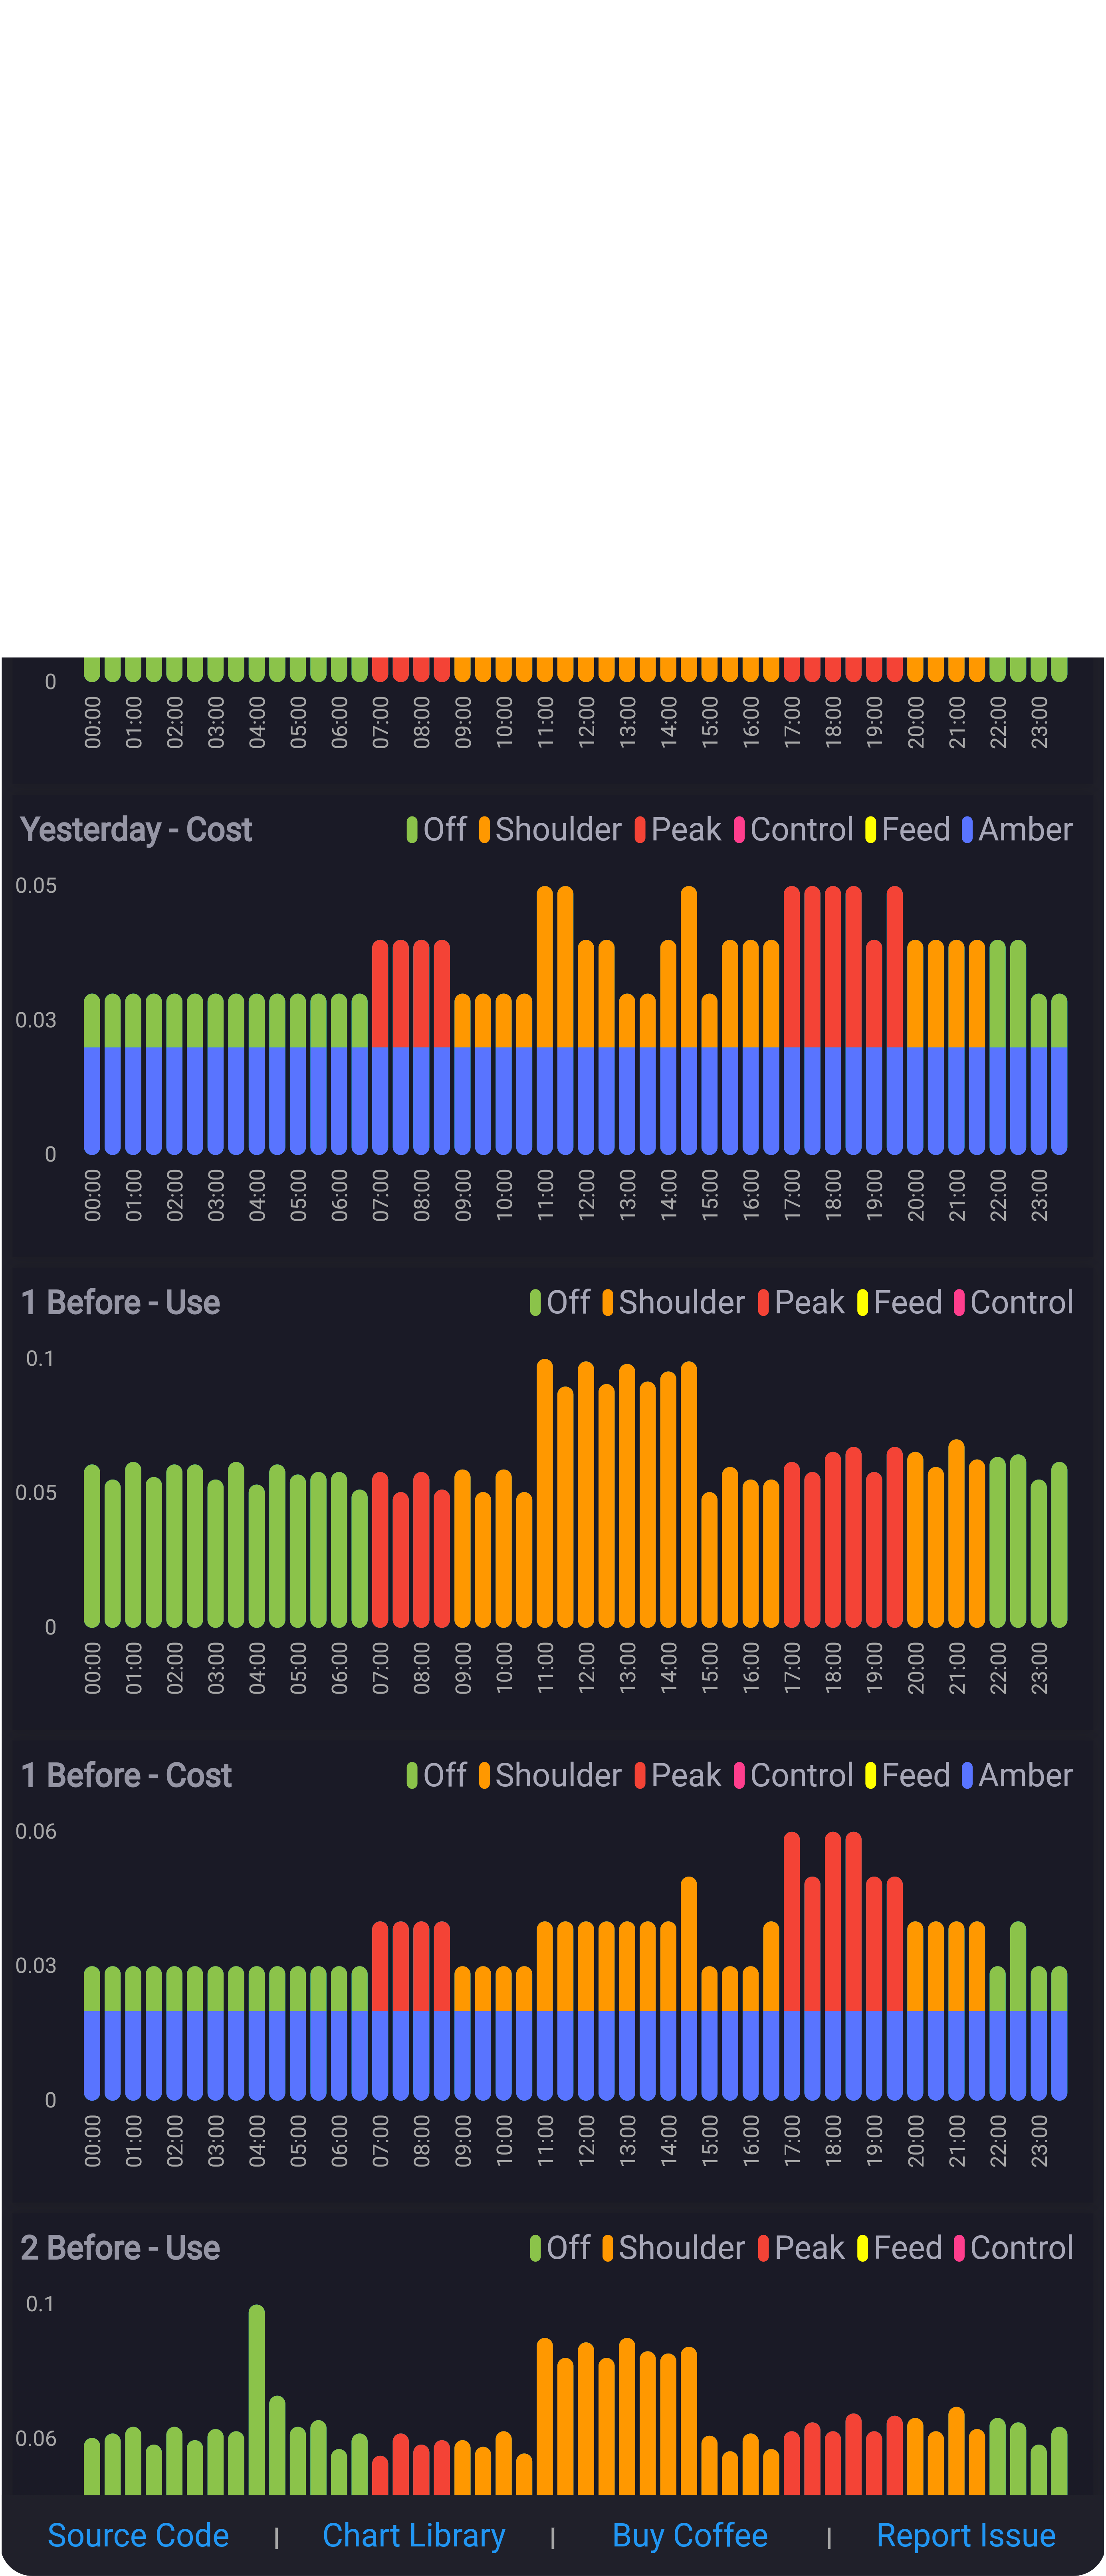 0
00:00 01:00 02:00 03:00 04:00 05:00 06:00 07:00 08:00 09:00 10:00 11:00 12:00 13:00 14:00 15:00 16:00 17:00 18:00 19:00 20:00 21:00 22:00 23:00
Yesterday - Cost Off Shoulder Peak Control Feed Amber
0.05
0.03
0
00:00 01:00 02:00 03:00 04:00 05:00 06:00 07:00 08:00 09:00 10:00 11:00 12:00 13:00 14:00 15:00 16:00 17:00 18:00 19:00 20:00 21:00 22:00 23:00
1 Before - Use Off Shoulder Peak Feed Control
0.1
0.05
0
00:00 01:00 02:00 03:00 04:00 05:00 06:00 07:00 08:00 09:00 10:00 11:00 12:00 13:00 14:00 15:00 16:00 17:00 18:00 19:00 20:00 21:00 22:00 23:00
1 Before - Cost Off Shoulder Peak Control Feed Amber
0.06
0.03
0
00:00 01:00 02:00 03:00 04:00 05:00 06:00 07:00 08:00 09:00 10:00 11:00 12:00 13:00 14:00 15:00 16:00 17:00 18:00 19:00 20:00 21:00 22:00 23:00
2 Before - Use Off Shoulder Peak Feed Control
0.1
0.06
Source Code | Chart Library | Buy Coffee | Report Issue